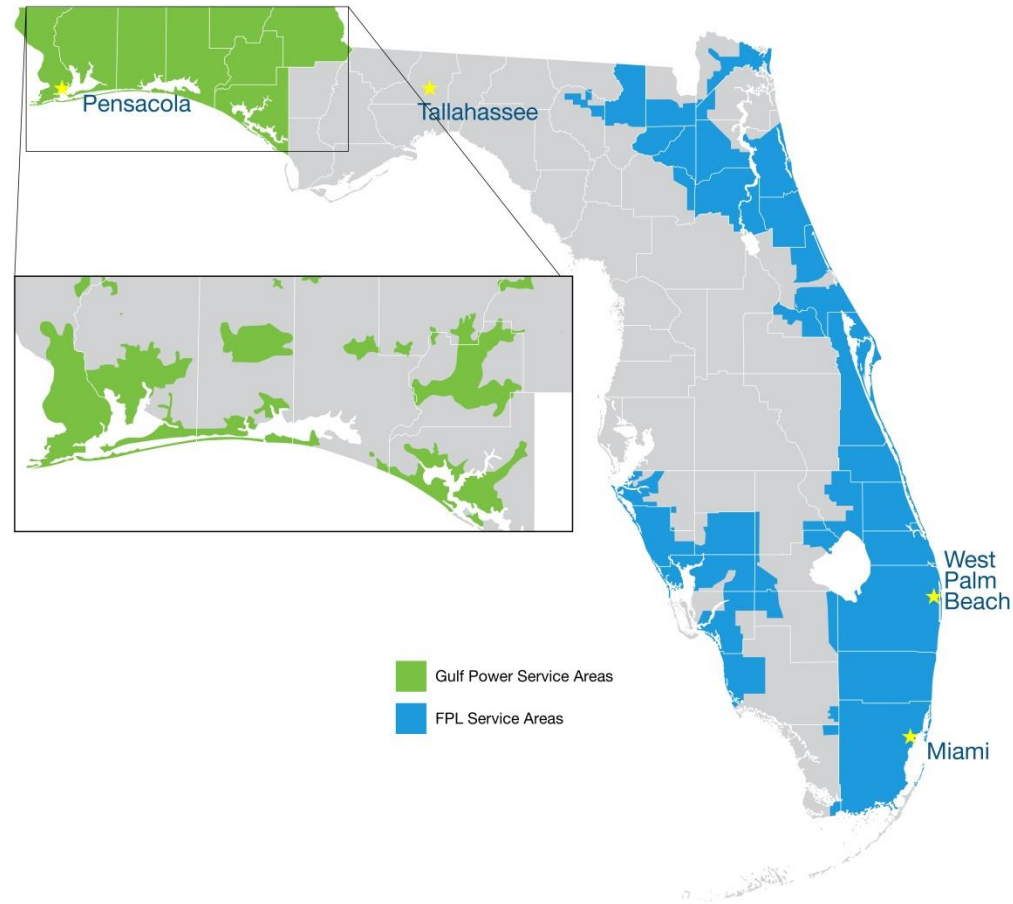 Pensacola
Tallahassee
West
Palm
Beach
Gulf Power Service Areas
FPL Service Areas
Miami